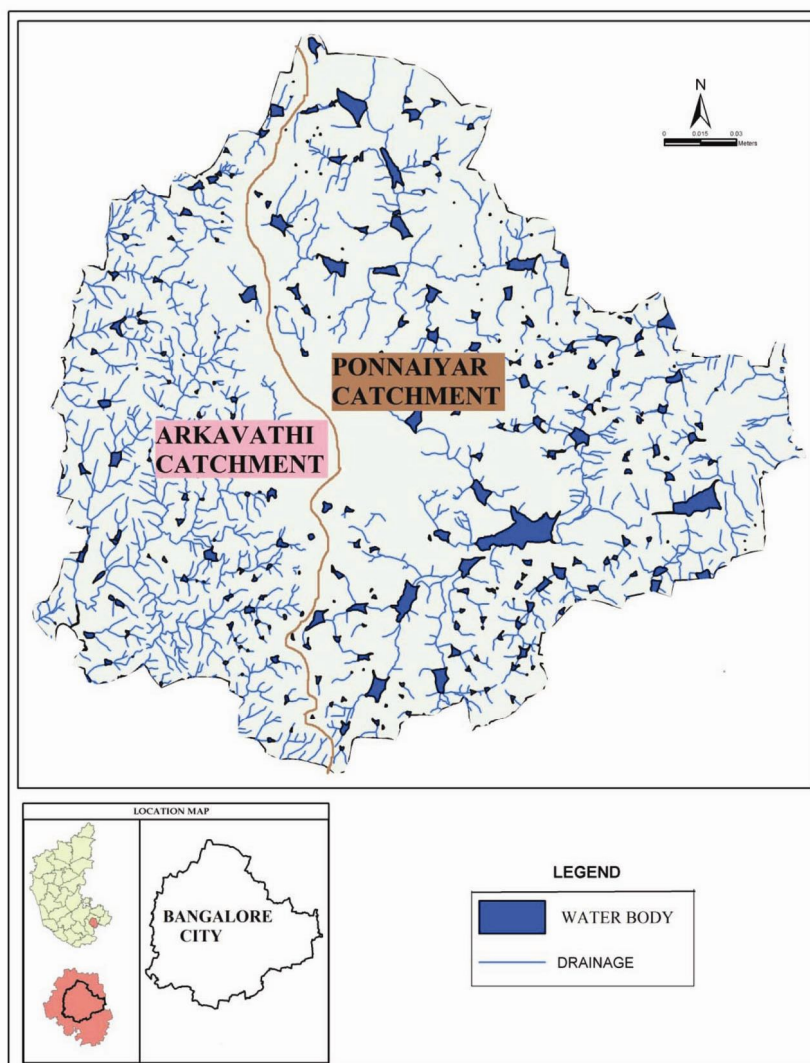 N
0 0.015 0.03
Meters
PONNAIYAR
CATCHMENT
ARKAVATHI
CATCHMENT
LOCATION MAP
BANGALORE
CITY
LEGEND
WATER BODY
DRAINAGE